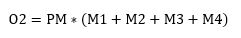 O2 = PM * (M1 + M2 + M3 + M4)